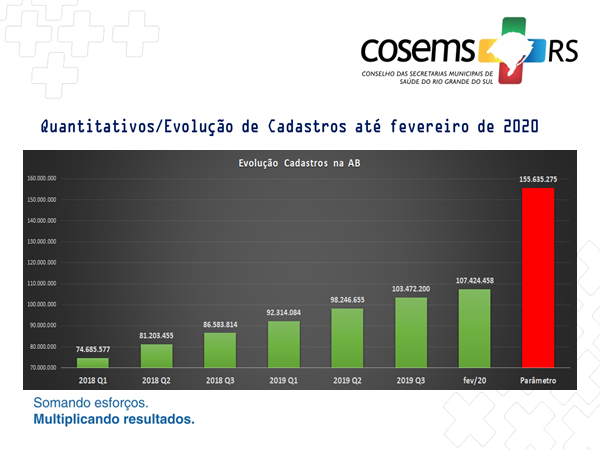 cosems RS
CONSELHO DAS SECRETARIAS MUNICIPAIS DE
SAÚDE DO RIO GRANDE DO SUL
Quantitativos/Evolução de Cadastros até fevereiro de 2020
Evolução Cadastros na AB
160.000.000
150.000.000
140.000.000
130.000.000
120.000.000
110.000.000
100.000.000
90.000.000
80.000.000
70.000.000
74.685.577
81.203.455
86.583.814
92.314.084
98.246.655
103.472.200
107.424.458
155.635.275
2018 Q1 2018 Q2 2018 Q3 2019 Q1 2019 Q2 2019 Q3 fev/20 Parâmetro
Somando esforços.
Multiplicando resultados.